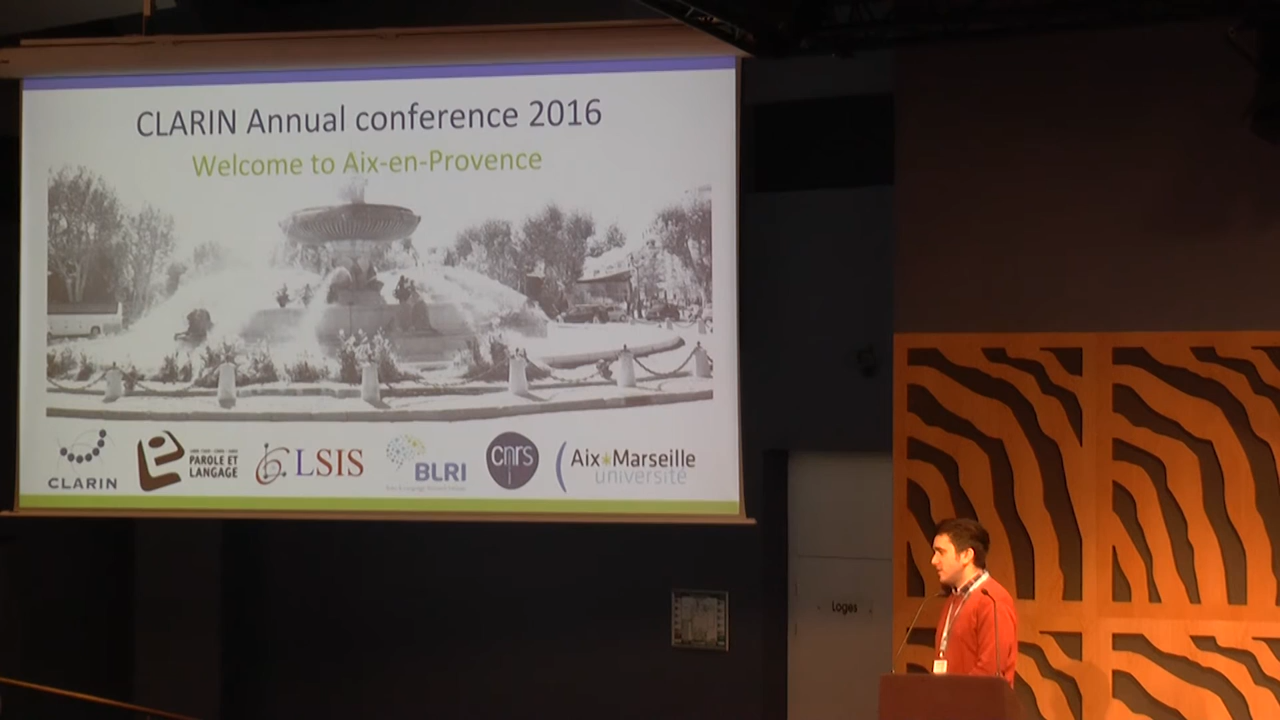 CLARIN Annual conference 2016
Welcome to Aix-en-Provence
CLARIN
PAROLE ET
LANGAGE
LSIS
BLRI
cnrs
Aix Marseille
université
Loges